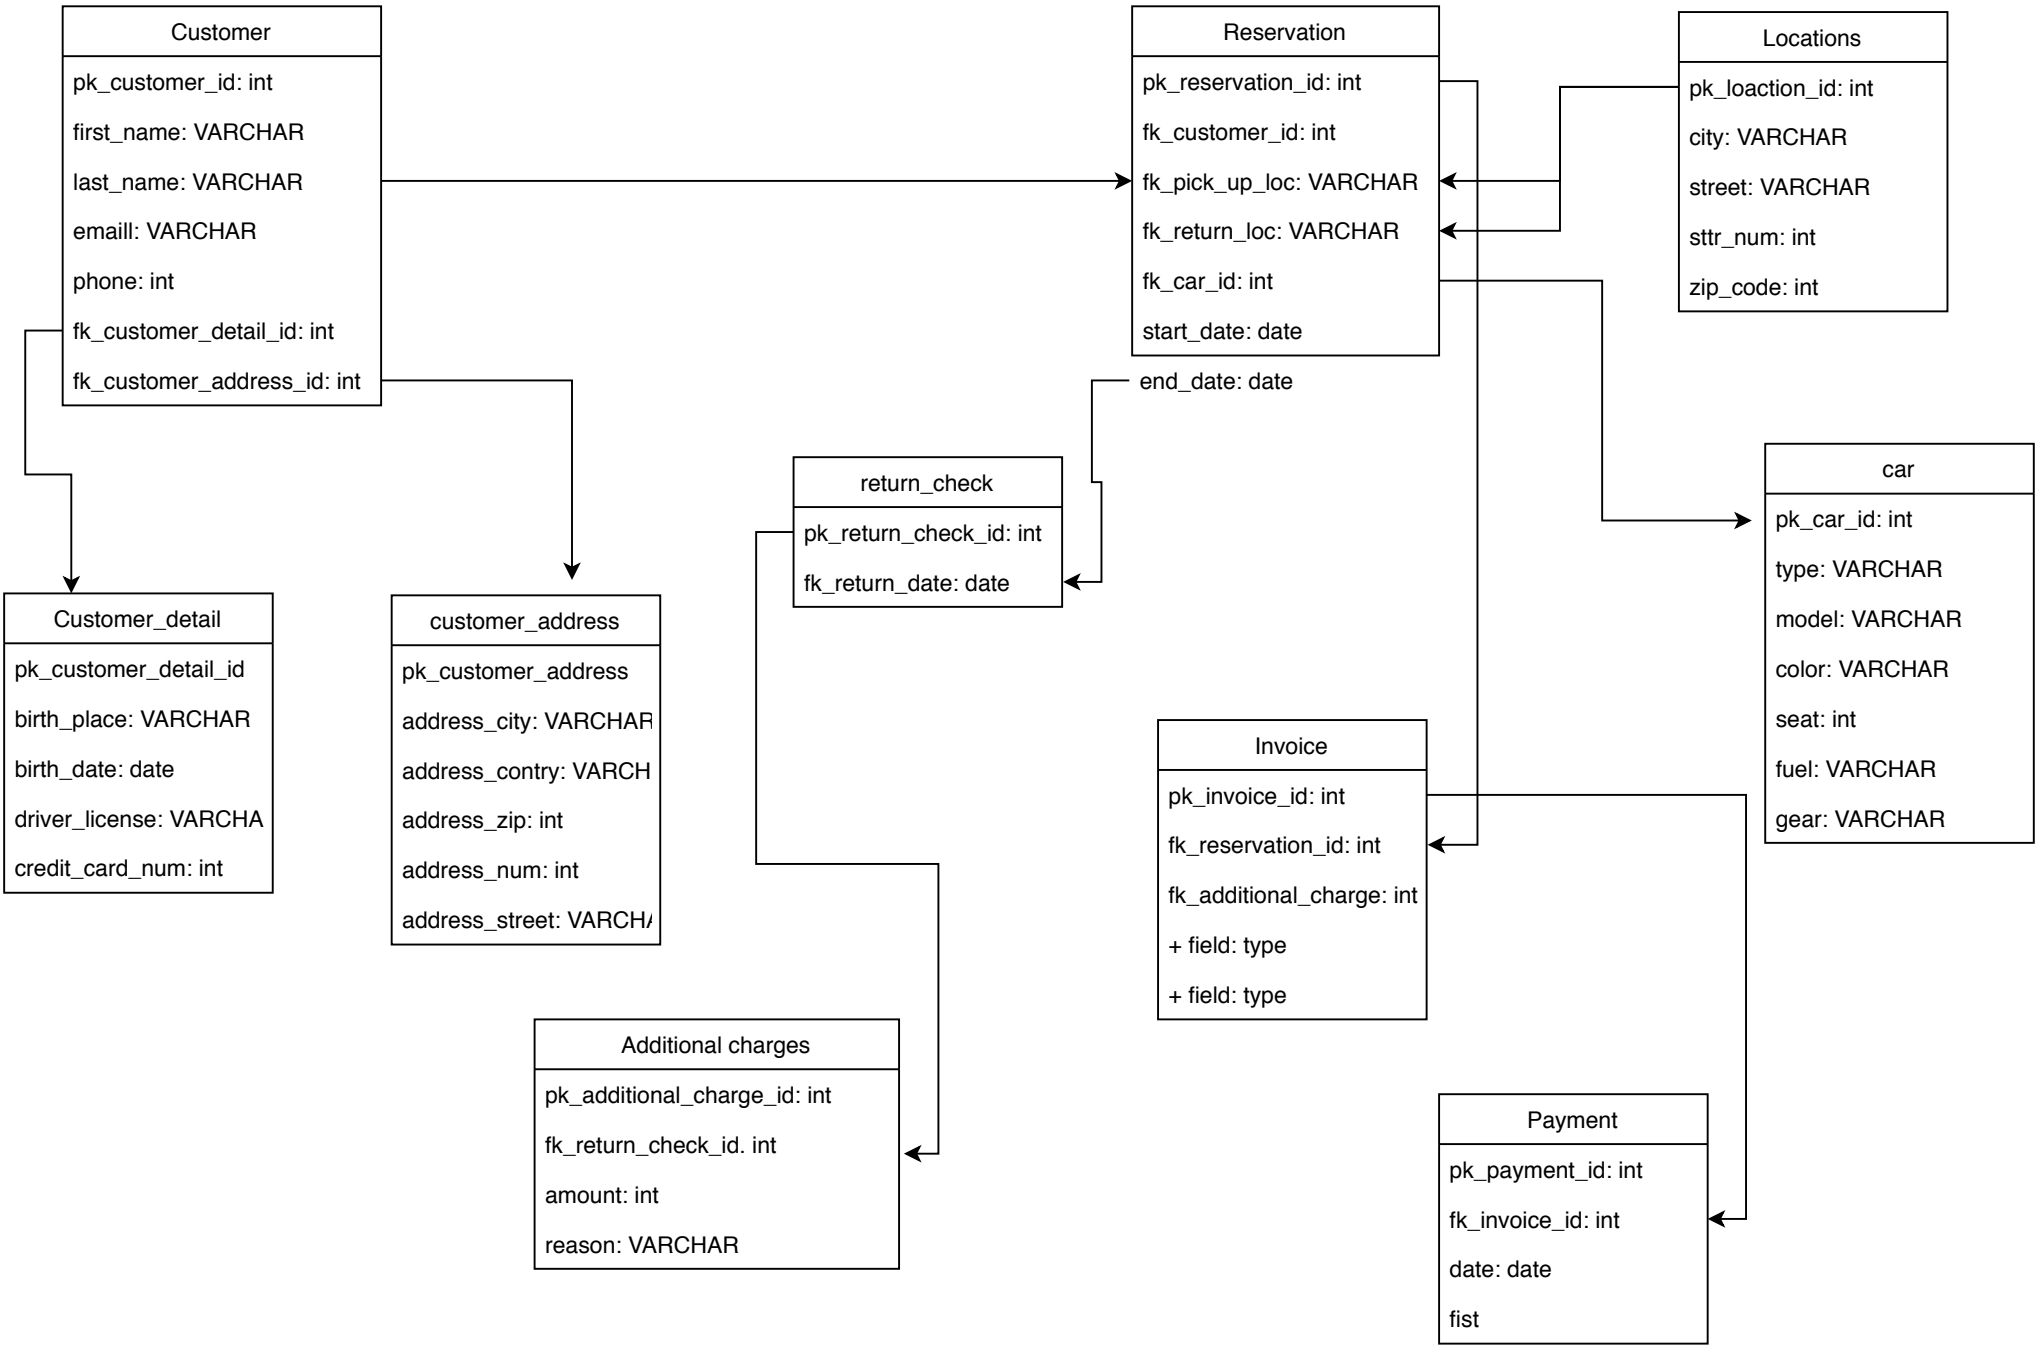 Customer
pk_customer_id: int
first_name: VARCHAR
last_name: VARCHAR
emaill: VARCHAR
phone: int
fk_customer_detail_id: int
fk_customer_address_id: int
Reservation
pk_reservation_id: int
fk_customer_id: int
fk_pick_up_loc: VARCHAR
fk_return_loc: VARCHAR
fk_car_id: int
start_date: date
end_date: date
Locations
pk_loaction_id: int
city: VARCHAR
street: VARCHAR
sttr_num: int
zip_code: int
return_check
pk_return_check_id: int
fk_return_date: date
car
pk_car_id: int
type: VARCHAR
model: VARCHAR
color: VARCHAR
seat: int
fuel: VARCHAR
gear: VARCHAR
Customer_detail
pk_customer_detail_id
birth_place: VARCHAR
birth_date: date
driver_license: VARCHA
credit_card_num: int
customer_address
pk_customer_address
address_city: VARCHAR
address_contry: VARCH
address_zip: int
address_num: int
address_street: VARCHA
Invoice
pk_invoice_id: int
fk_reservation_id: int
fk_additional_charge: int
+ field: type
+ field: type
Additional charges
pk_additional_charge_id: int
fk_return_check_id. int
amount: int
reason: VARCHAR
Payment
pk_payment_id: int
fk_invoice_id: int
date: date
fist